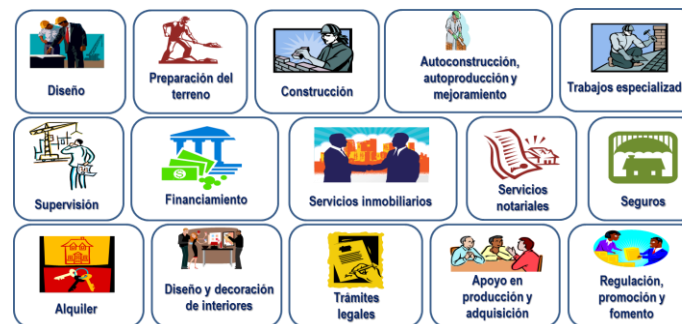 Diseño
Preparación del
terreno
Construcción
Autoconstrucción,
autoproducción y
mejoramiento
Trabajos especializad
Supervisión
Financiamiento
Servicios inmobiliarios
Servicios
notariales
Seguros
Alquiler
Diseño y decoración
de interiores
Trámites
legales
Apoyo en
producción y
adquisición
Regulación,
promoción y
fomento